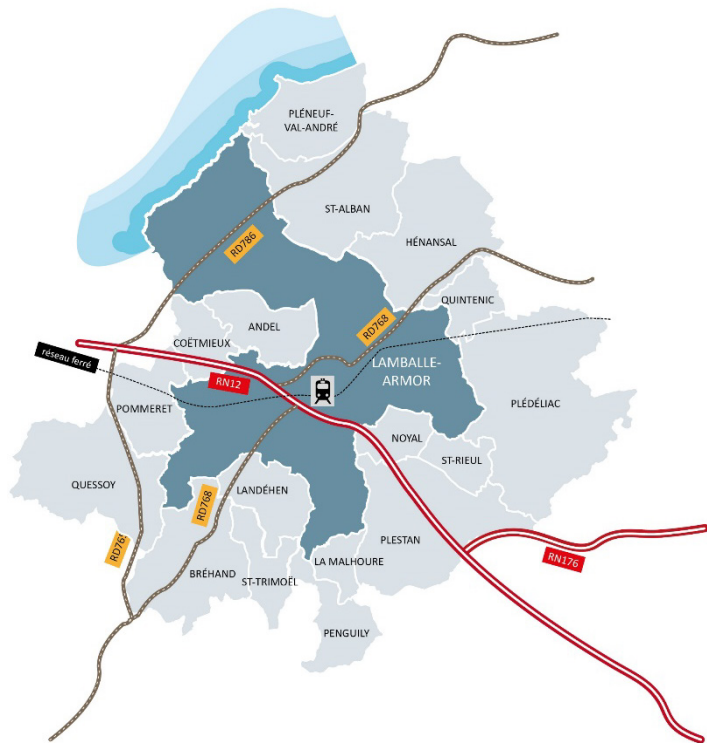 PLÉNEUF-
VAL-ANDRÉ
ST-ALBAN
RD786
HÉNANSAL
QUINTENIC
RD768
ANDEL
COËTMIEUX
réseau ferré
RN12
LAMBALLE-
ARMOR
POMMERET
PLÉDÉLIAC
NOYAL
ST-RIEUL
QUESSOY
RD768
LANDÉHEN
PLESTAN
RN176
LA MALHOURE
BRÉHAND
ST-TRIMOËL
PENGUILY